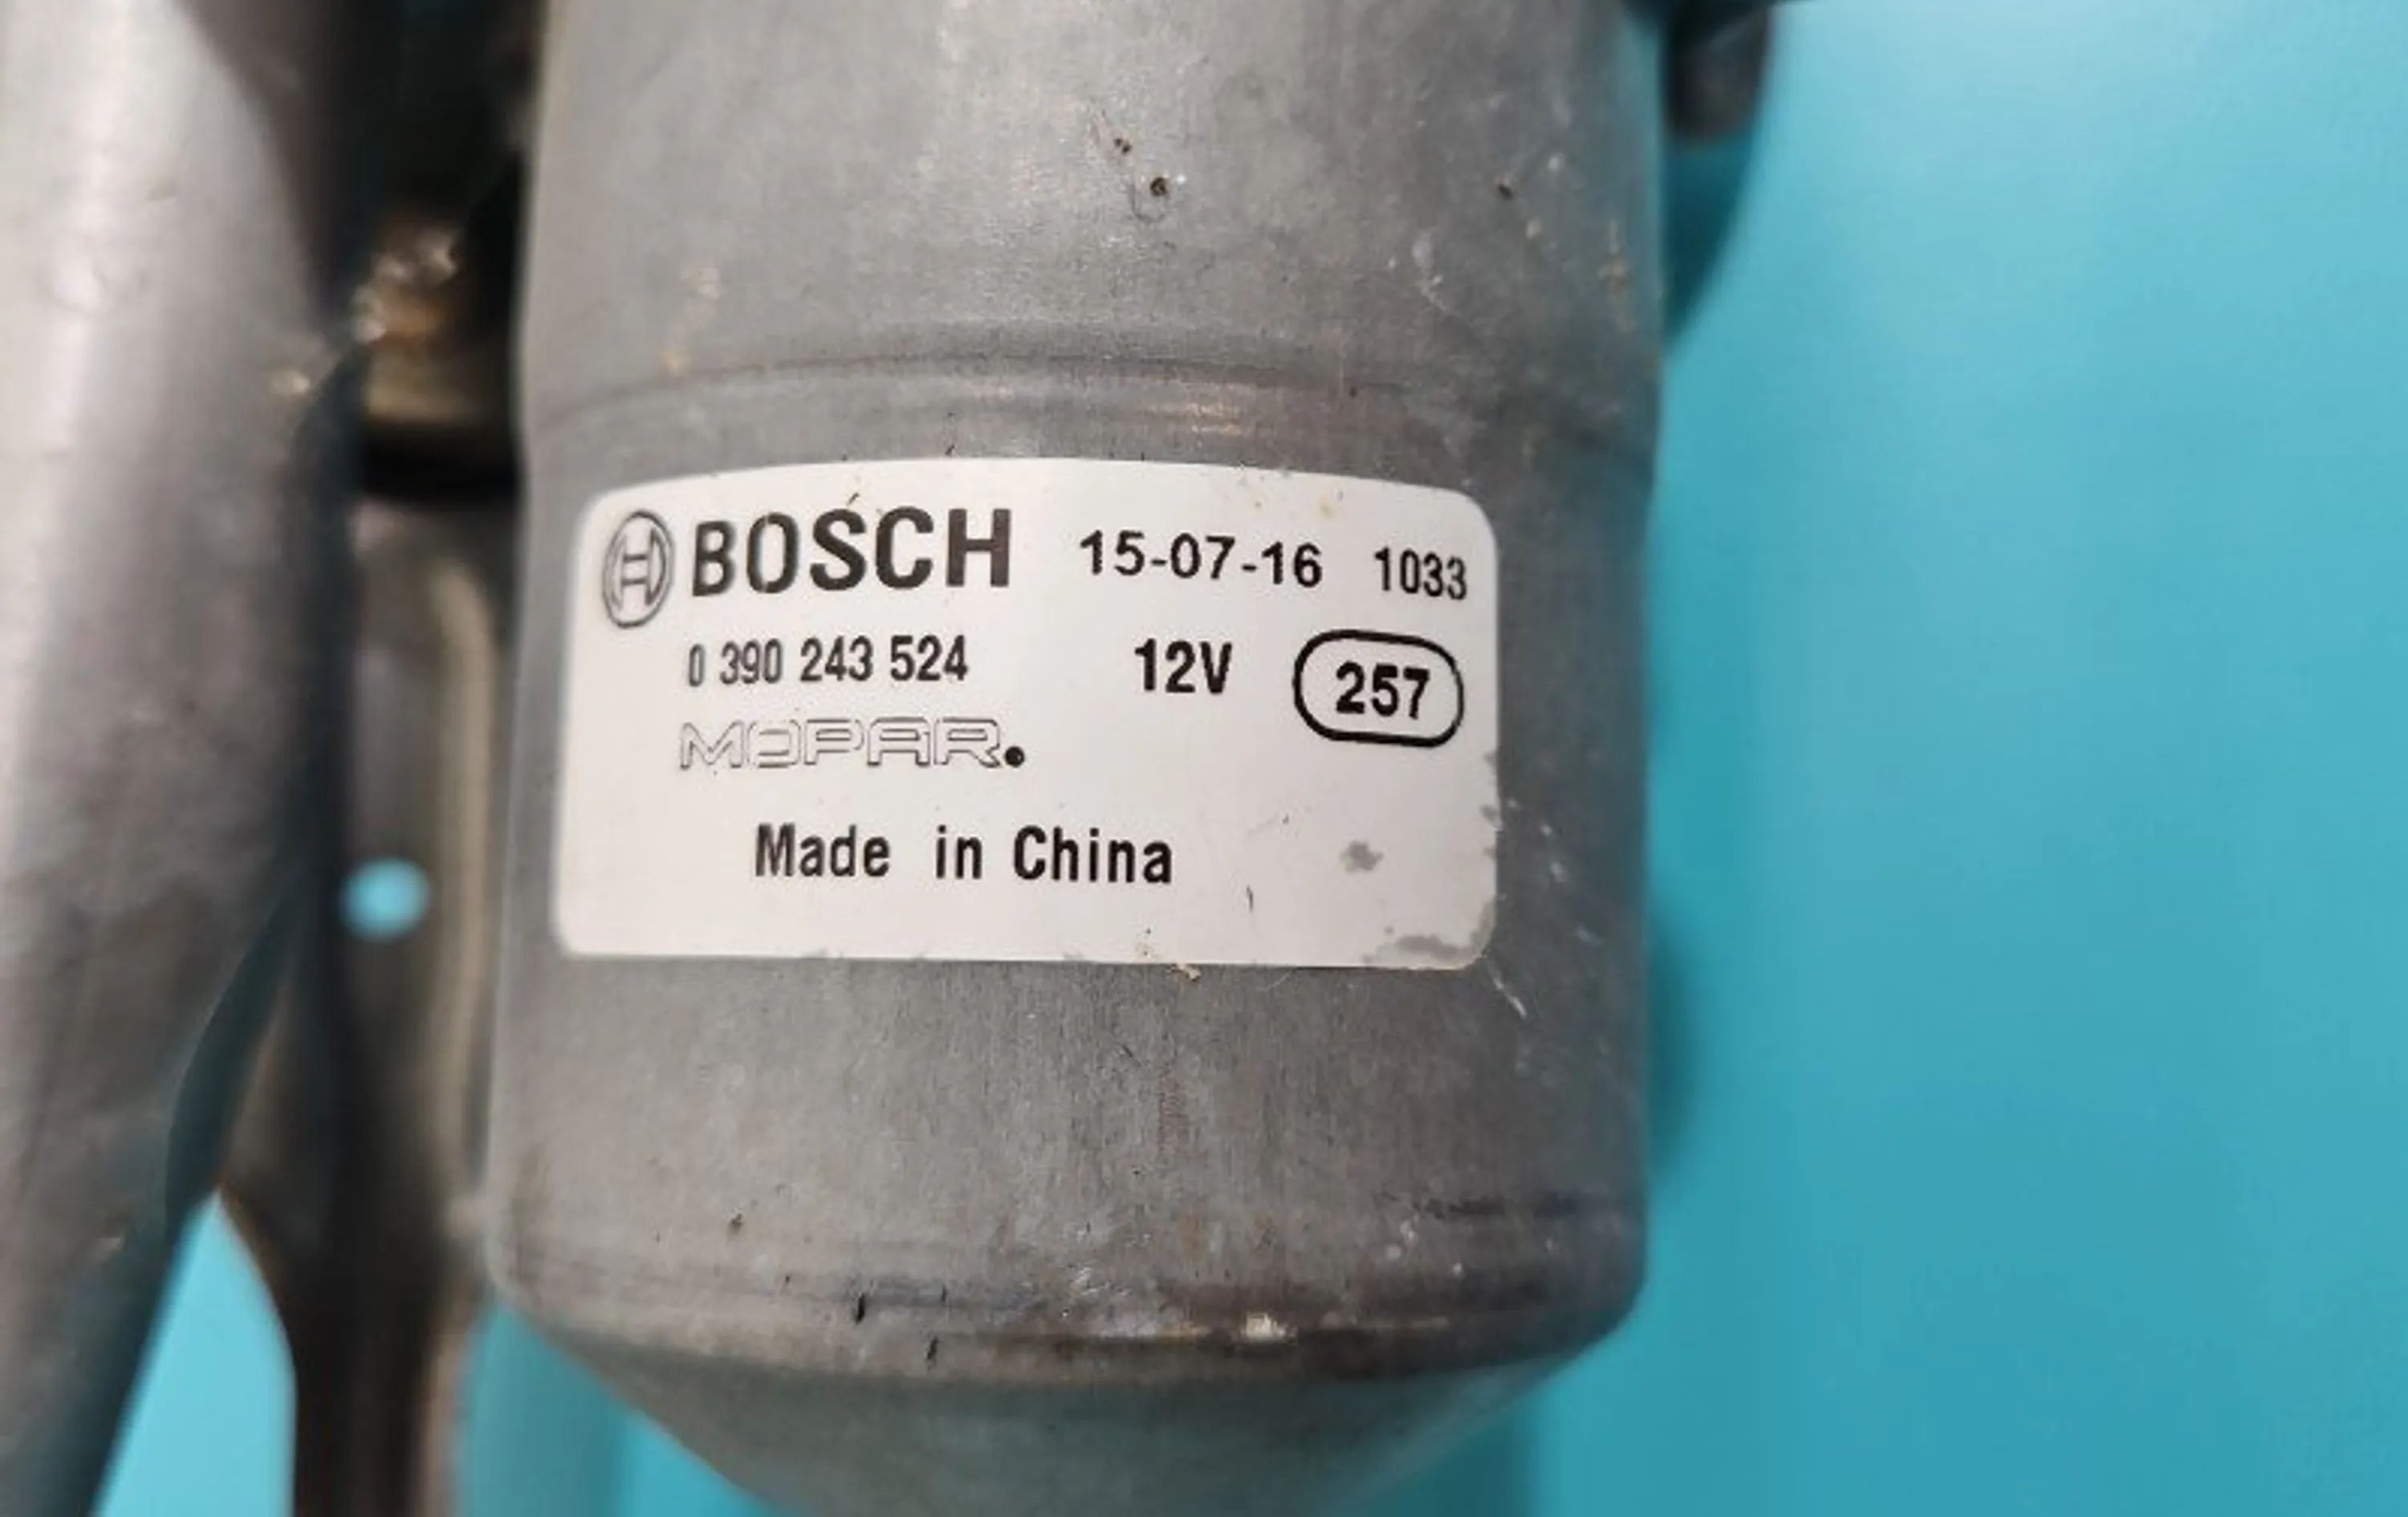 BOSCH 15-07-16 1033
0 390 243 524 12V 257
MOPAR.
Made in China